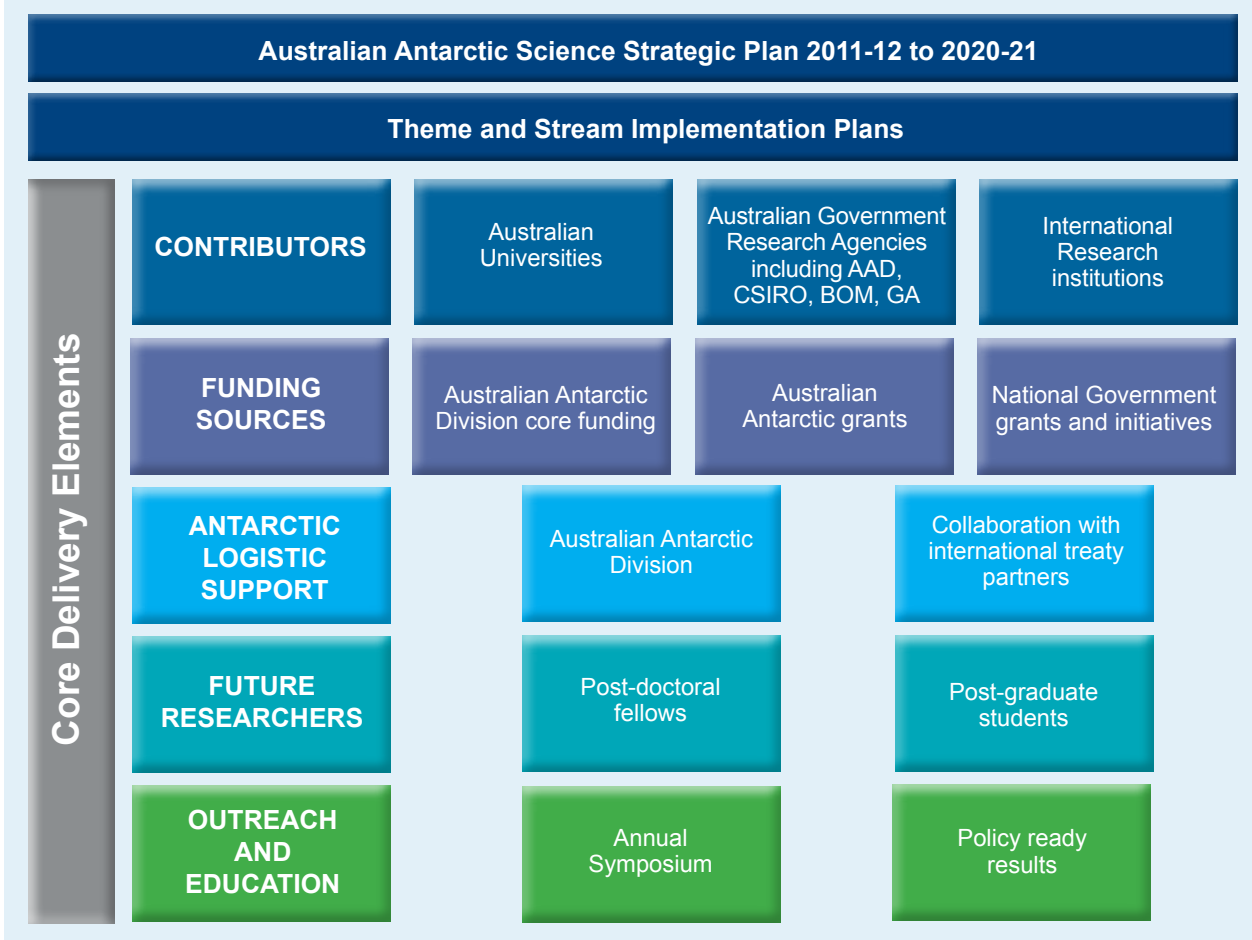 Australian Antarctic Science Strategic Plan 2011-12 to 2020-21
Theme and Stream Implementation Plans
Core Delivery Elements
CONTRIBUTORS
Australian
Universities
Australian Government
Research Agencies
including AAD,
CSIRO, BOM, GA
International
Research
institutions
FUNDING
SOURCES
Australian Antarctic
Division core funding
Australian
Antarctic grants
National Government
grants and initiatives
ANTARCTIC
LOGISTIC
SUPPORT
Australian Antarctic
Division
Collaboration with
international treaty
partners
FUTURE
RESEARCHERS
Post-doctoral
fellows
Post-graduate
students
OUTREACH
AND
EDUCATION
Annual
Symposium
Policy ready
results